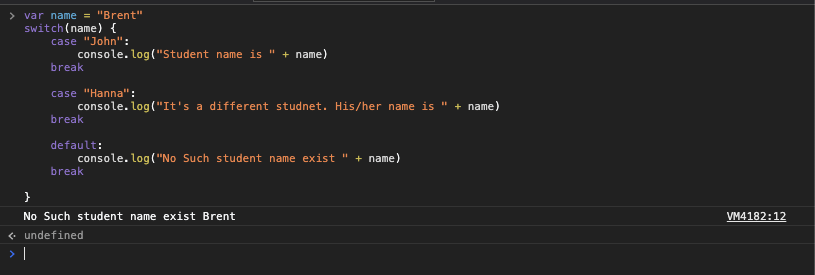 var name = "Brent"
switch(name) {
    case "John":
        console.log("Student name is " + name)
    break

    case "Hanna":
        console.log("It's a different studnet. His/her name is " + name)
    break

    default:
        console.log("No Such student name exist " + name)
    break

}
No Such student name exist Brent VM4182:12
undefined